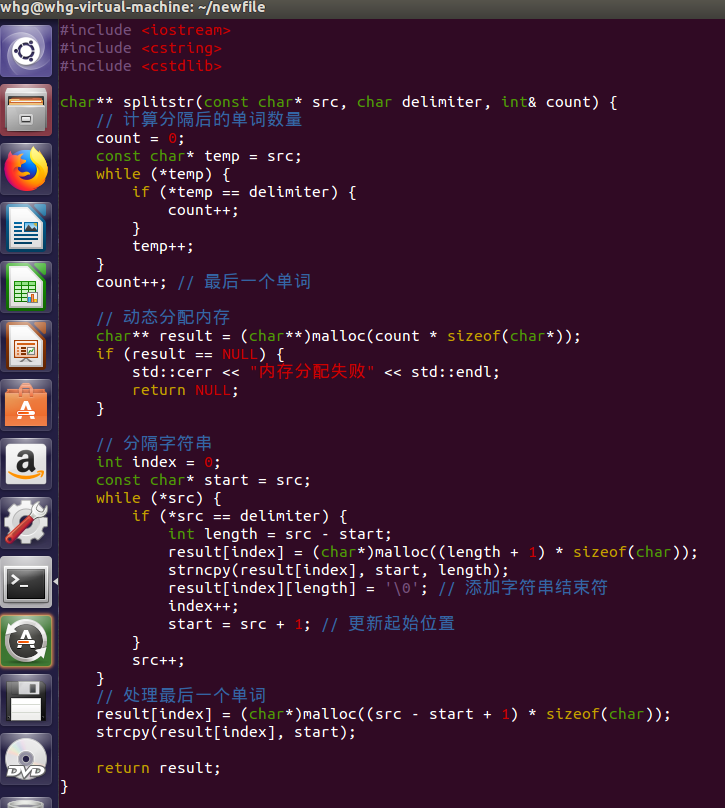 whg@whg-virtual-machine: ~/newfile
#include <iostream>
#include <cstring>
#include <cstdlib>
char** splitstr(const char* src, char delimiter, int& count) {
    // 计算分隔后的单词数量
    count = 0;
    const char* temp = src;
    while (*temp) {
        if (*temp == delimiter) {
            count++;
        }
        temp++;
    }
    count++; // 最后一个单词
    // 动态分配内存
    char** result = (char**)malloc(count * sizeof(char*));
    if (result == NULL) {
        std::cerr << "内存分配失败" << std::endl;
        return NULL;
    }
    // 分隔字符串
    int index = 0;
    const char* start = src;
    while (*src) {
        if (*src == delimiter) {
            int length = src - start;
            result[index] = (char*)malloc((length + 1) * sizeof(char));
            strncpy(result[index], start, length);
            result[index][length] = '\0'; // 添加字符串结束符
            index++;
            start = src + 1; // 更新起始位置
        }
        src++;
    }
    // 处理最后一个单词
    result[index] = (char*)malloc((src - start + 1) * sizeof(char));
    strcpy(result[index], start);
    return result;
}
a
>_
A
DVD